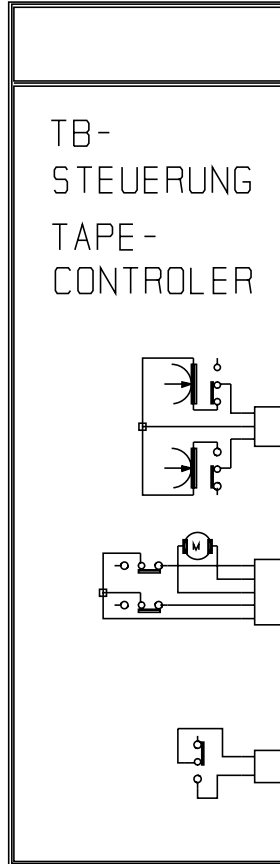 TB-
STEUERUNG
TAPE-
CONTROLER
M